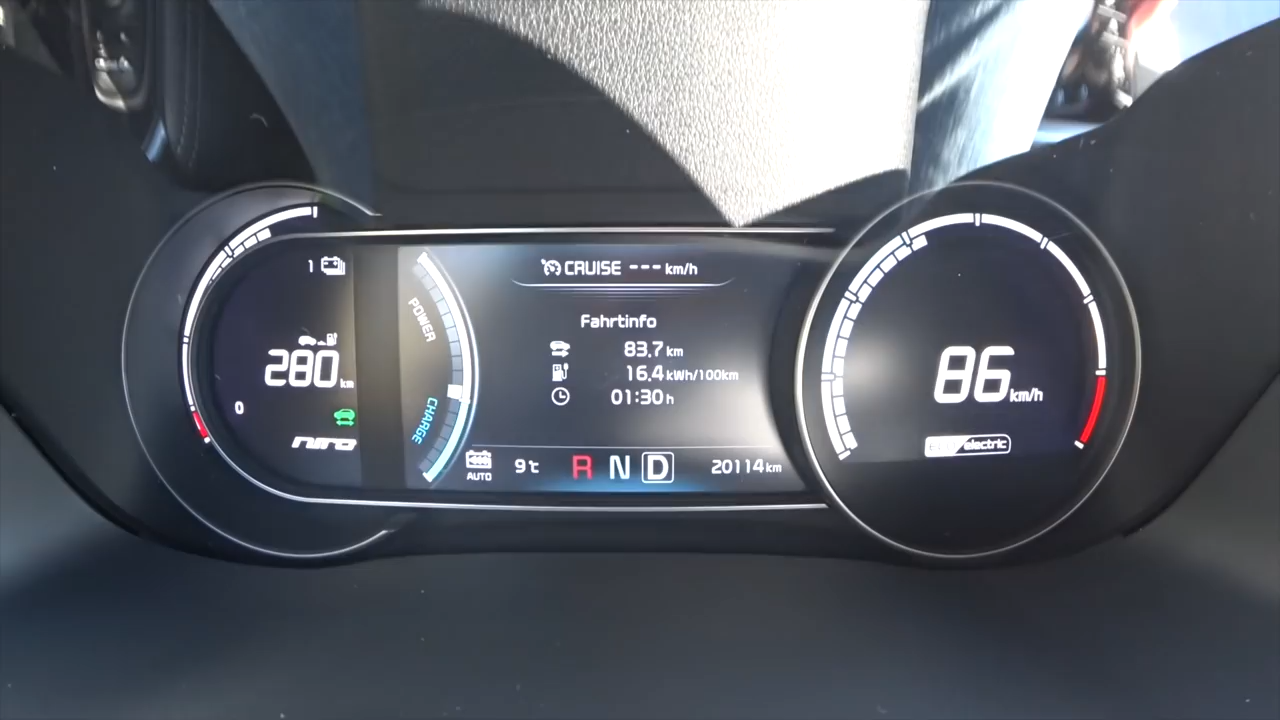 1
280 km
0
niro
POWER
CHARGE
CRUISE --- km/h
Fahrtinfo
83.7 km
16.4 kWh/100km
01:30 h
AUTO
9°C
R N D
20114 km
86 km/h
electric